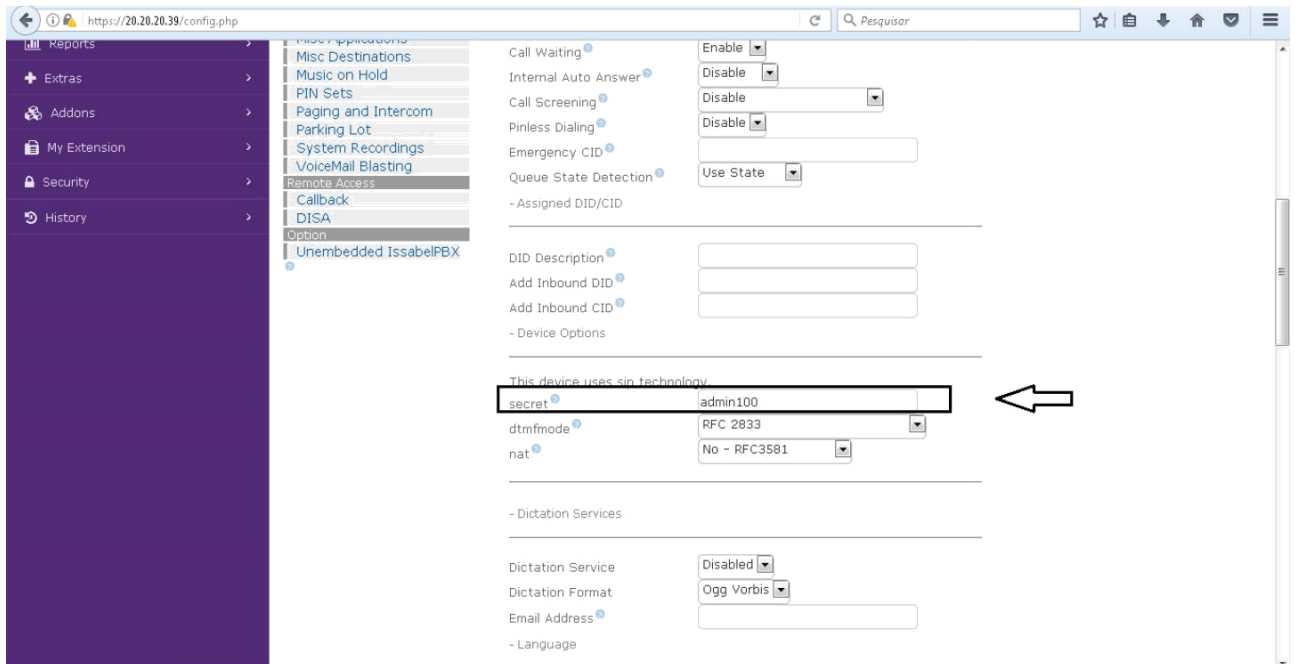 https://20.20.20.39/config.php
Pesquisar
Reports
Extras
Addons
My Extension
Security
History
Misc Applications
Misc Destinations
Music on Hold
PIN Sets
Paging and Intercom
Parking Lot
System Recordings
VoiceMail Blasting
Remote Access
Callback
DISA
Option
Unembedded IssabelPBX
Call Waiting Enable
Internal Auto Answer Disable
Call Screening Disable
Pinless Dialing Disable
Emergency CID
Queue State Detection Use State
- Assigned DID/CID
DID Description
Add Inbound DID
Add Inbound CID
- Device Options
This device uses sip technology.
secret admin100
dtmfmode RFC 2833
nat No - RFC3581
- Dictation Services
Dictation Service Disabled
Dictation Format Ogg Vorbis
Email Address
- Language